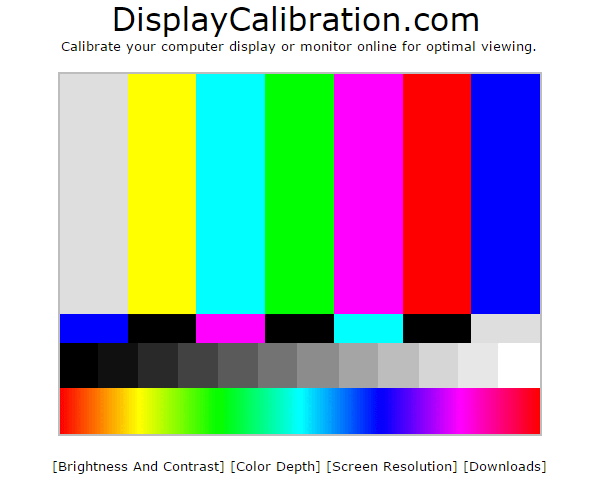 DisplayCalibration.com
Calibrate your computer display or monitor online for optimal viewing.
[Brightness And Contrast] [Color Depth] [Screen Resolution] [Downloads]